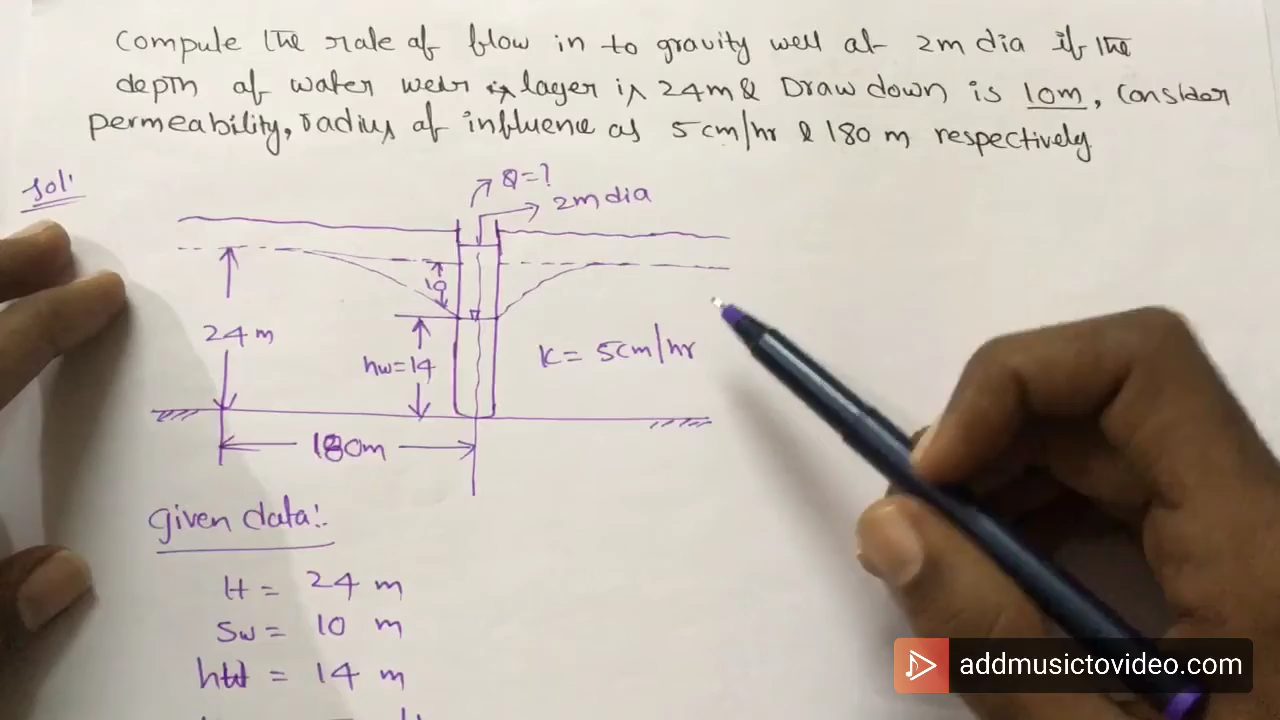 Compute the rate of flow in to gravity well of 2m dia if the
depth of water in layer is 24m & Draw down is 10m, Consider
permeability, radius of influence as 5cm/hr & 180 m respectively
Sol:
Q=?
2m dia
10
24 m
hw=14
K= 5cm/hr
180m
given data:-
H = 24 m
Sw = 10 m
hw = 14 m
addmusictovideo.com